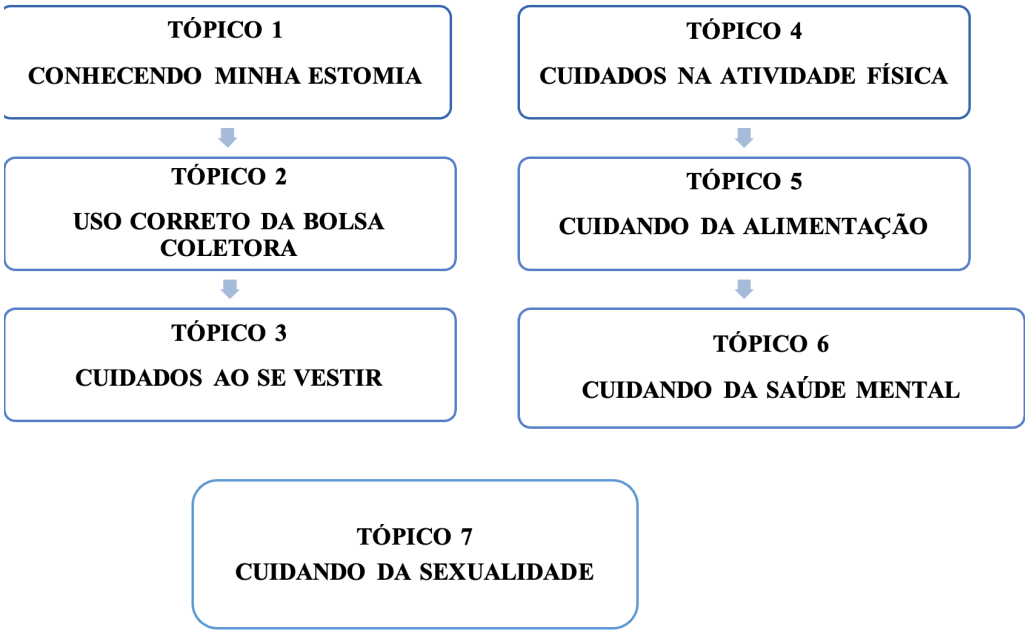 TÓPICO 1
CONHECENDO MINHA ESTOMIA
TÓPICO 2
USO CORRETO DA BOLSA
COLETORA
TÓPICO 3
CUIDADOS AO SE VESTIR
TÓPICO 4
CUIDADOS NA ATIVIDADE FÍSICA
TÓPICO 5
CUIDANDO DA ALIMENTAÇÃO
TÓPICO 6
CUIDANDO DA SAÚDE MENTAL
TÓPICO 7
CUIDANDO DA SEXUALIDADE